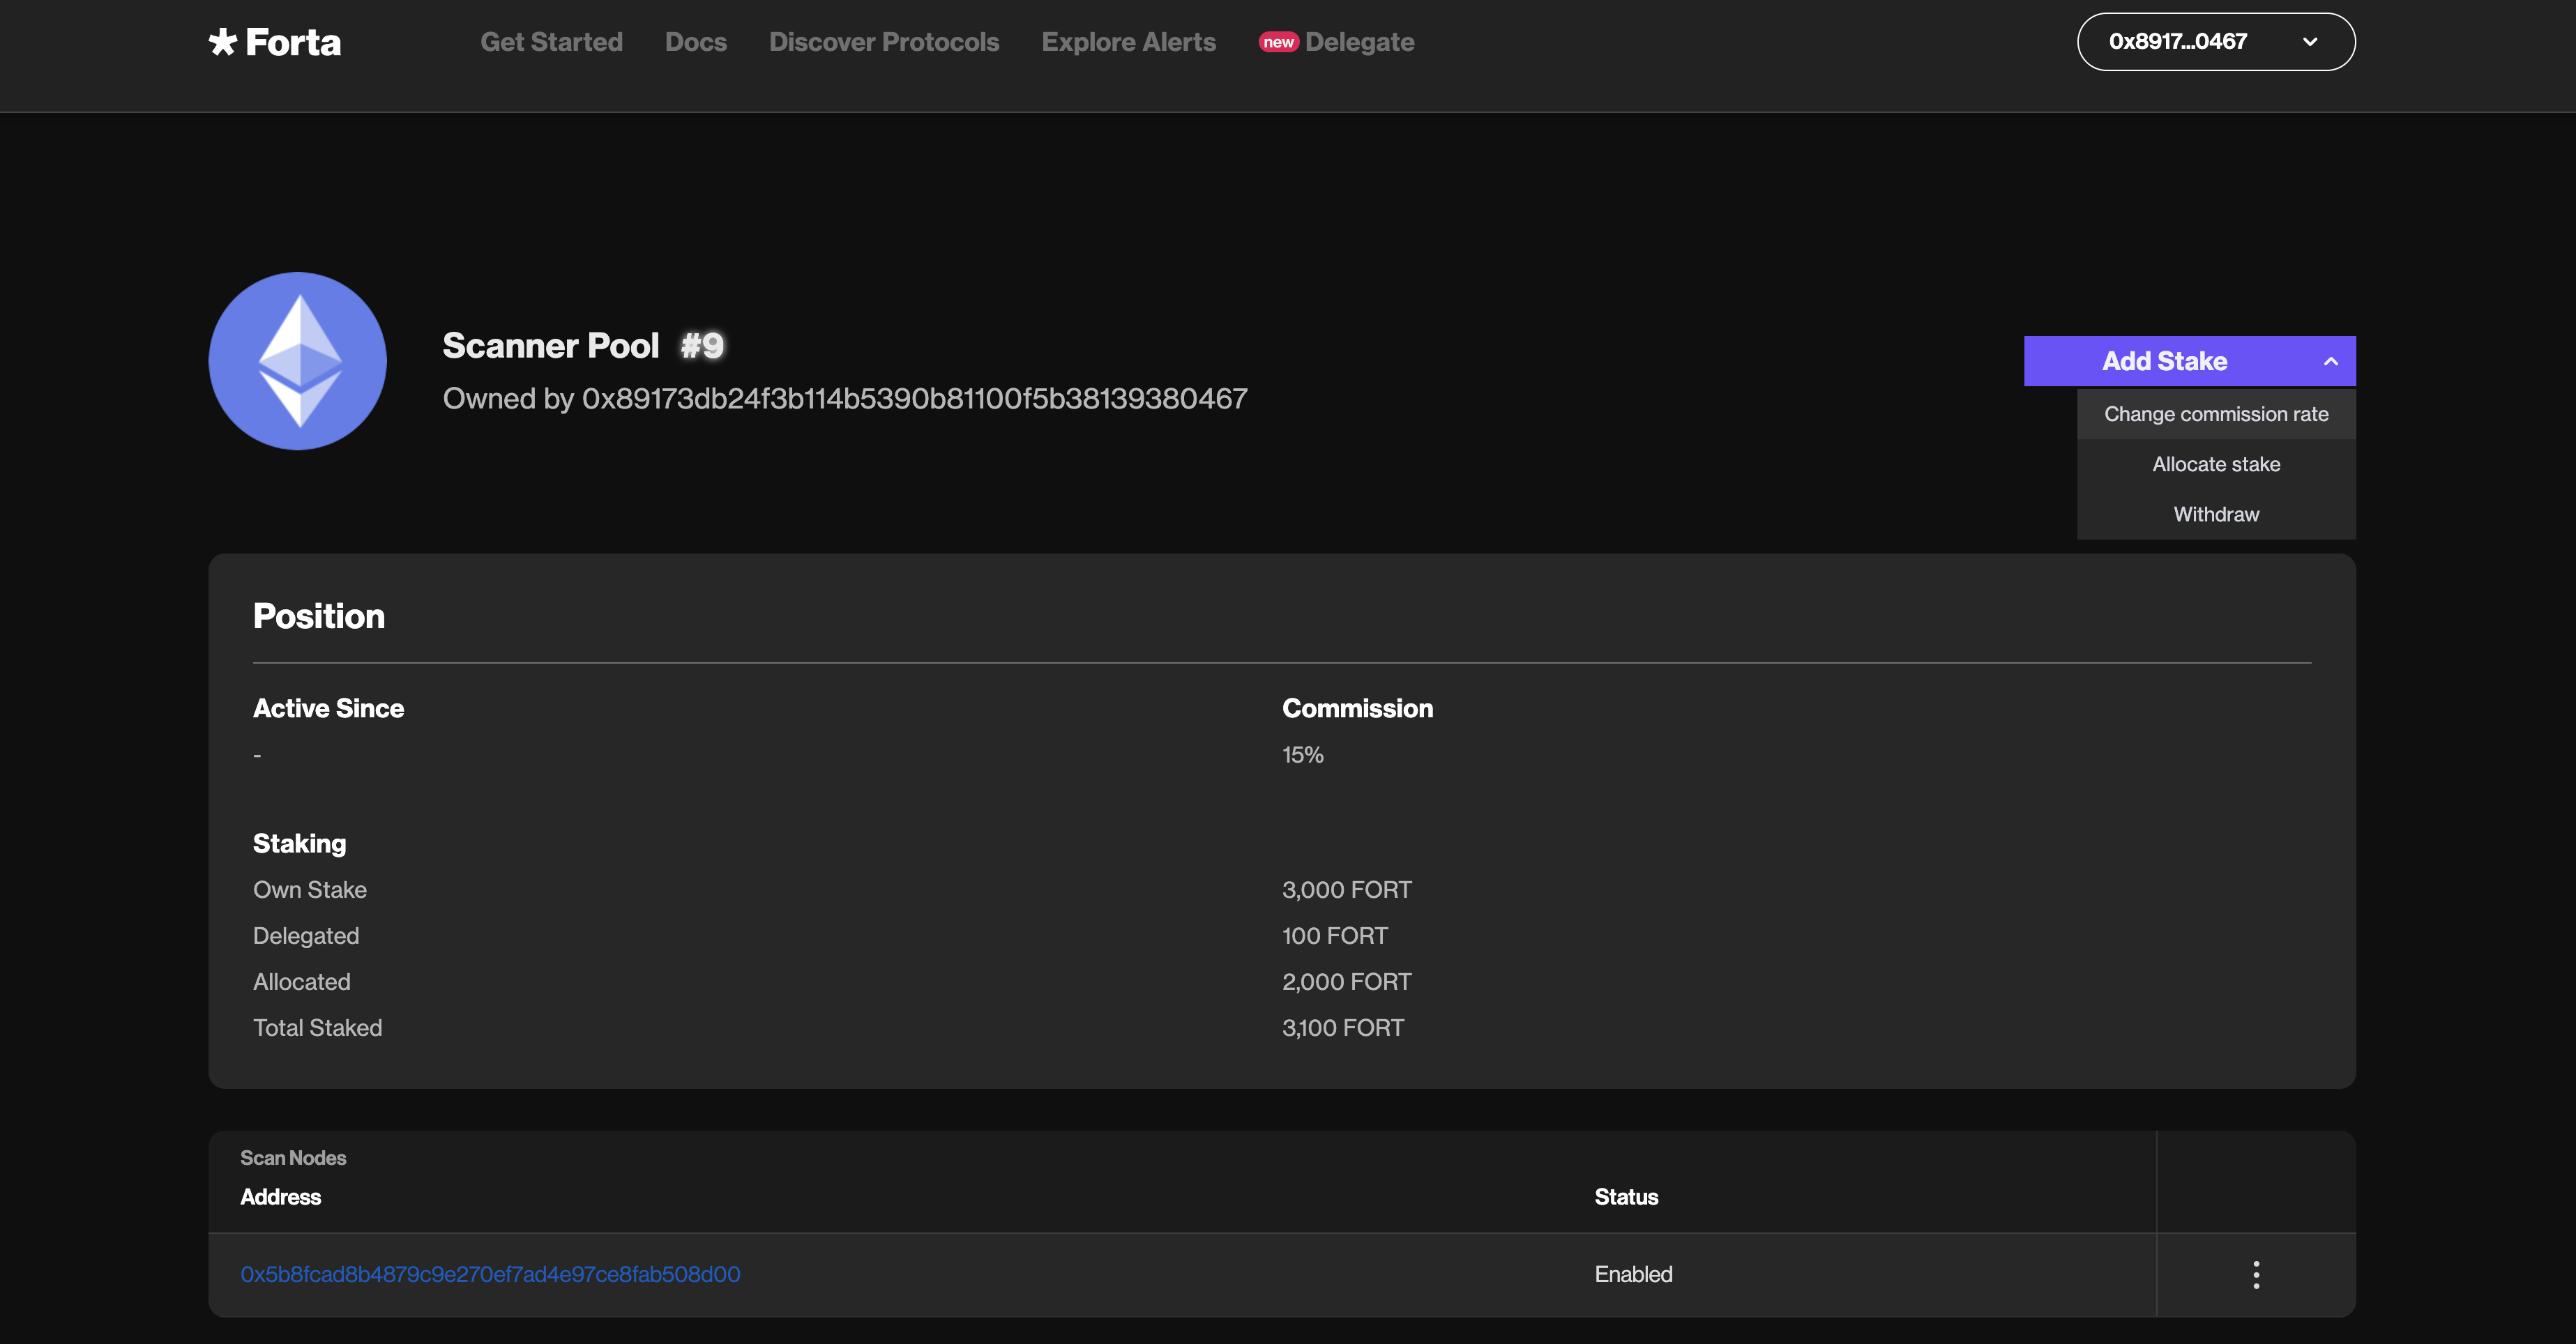 Forta
Get Started
Docs
Discover Protocols
Explore Alerts
new Delegate
0x8917...0467
Scanner Pool #9
Owned by 0x89173db24f3b114b5390b81100f5b38139380467
Add Stake
Change commission rate
Allocate stake
Withdraw
Position
Active Since
Commission
-
15%
Staking
Own Stake
3,000 FORT
Delegated
100 FORT
Allocated
2,000 FORT
Total Staked
3,100 FORT
Scan Nodes
Address
Status
0x5b8fcad8b4879c9e270ef7ad4e97ce8fab508d00
Enabled